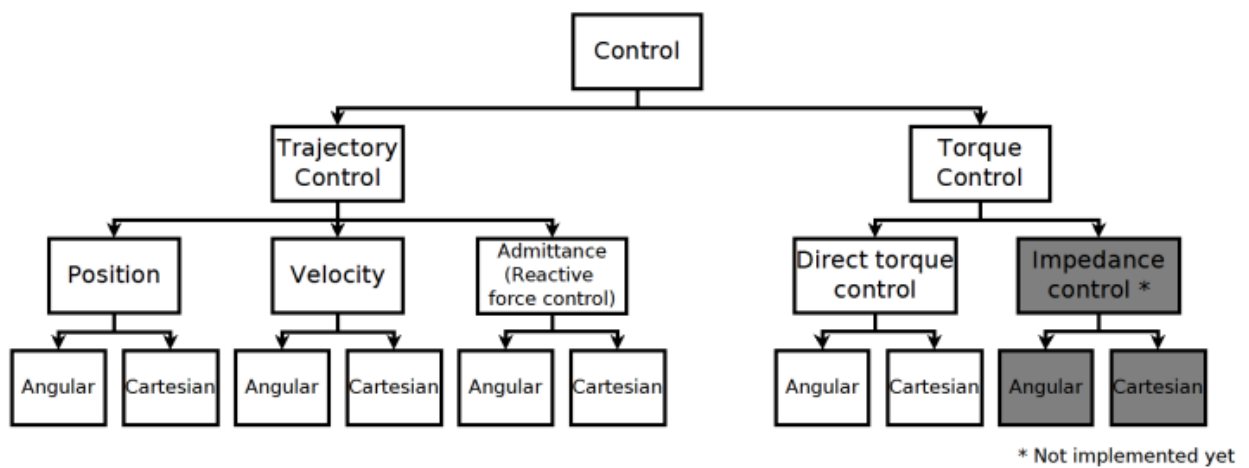 Control
Trajectory
Control
Torque
Control
Position
Velocity
Admittance
(Reactive
force control)
Direct torque
control
Impedance
control *
Angular
Cartesian
Angular
Cartesian
Angular
Cartesian
Angular
Cartesian
Angular
Cartesian
* Not implemented yet